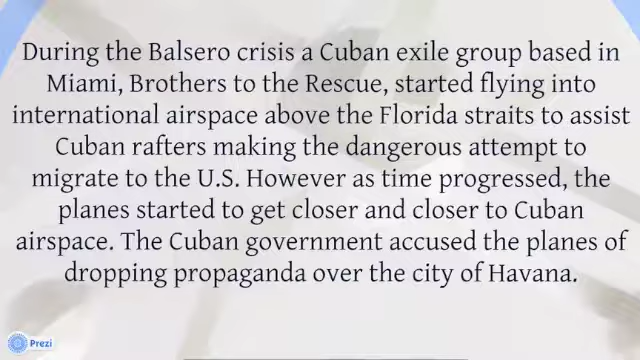 During the Balsero crisis a Cuban exile group based in
Miami, Brothers to the Rescue, started flying into
international airspace above the Florida straits to assist
Cuban rafters making the dangerous attempt to
migrate to the U.S. However as time progressed, the
planes started to get closer and closer to Cuban
airspace. The Cuban government accused the planes of
dropping propaganda over the city of Havana.
Prezi